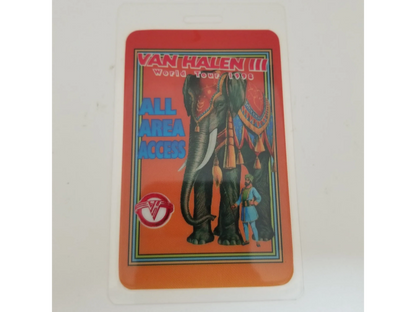 VAN HALEN III
World Tour 1998
ALL
AREA
ACCESS